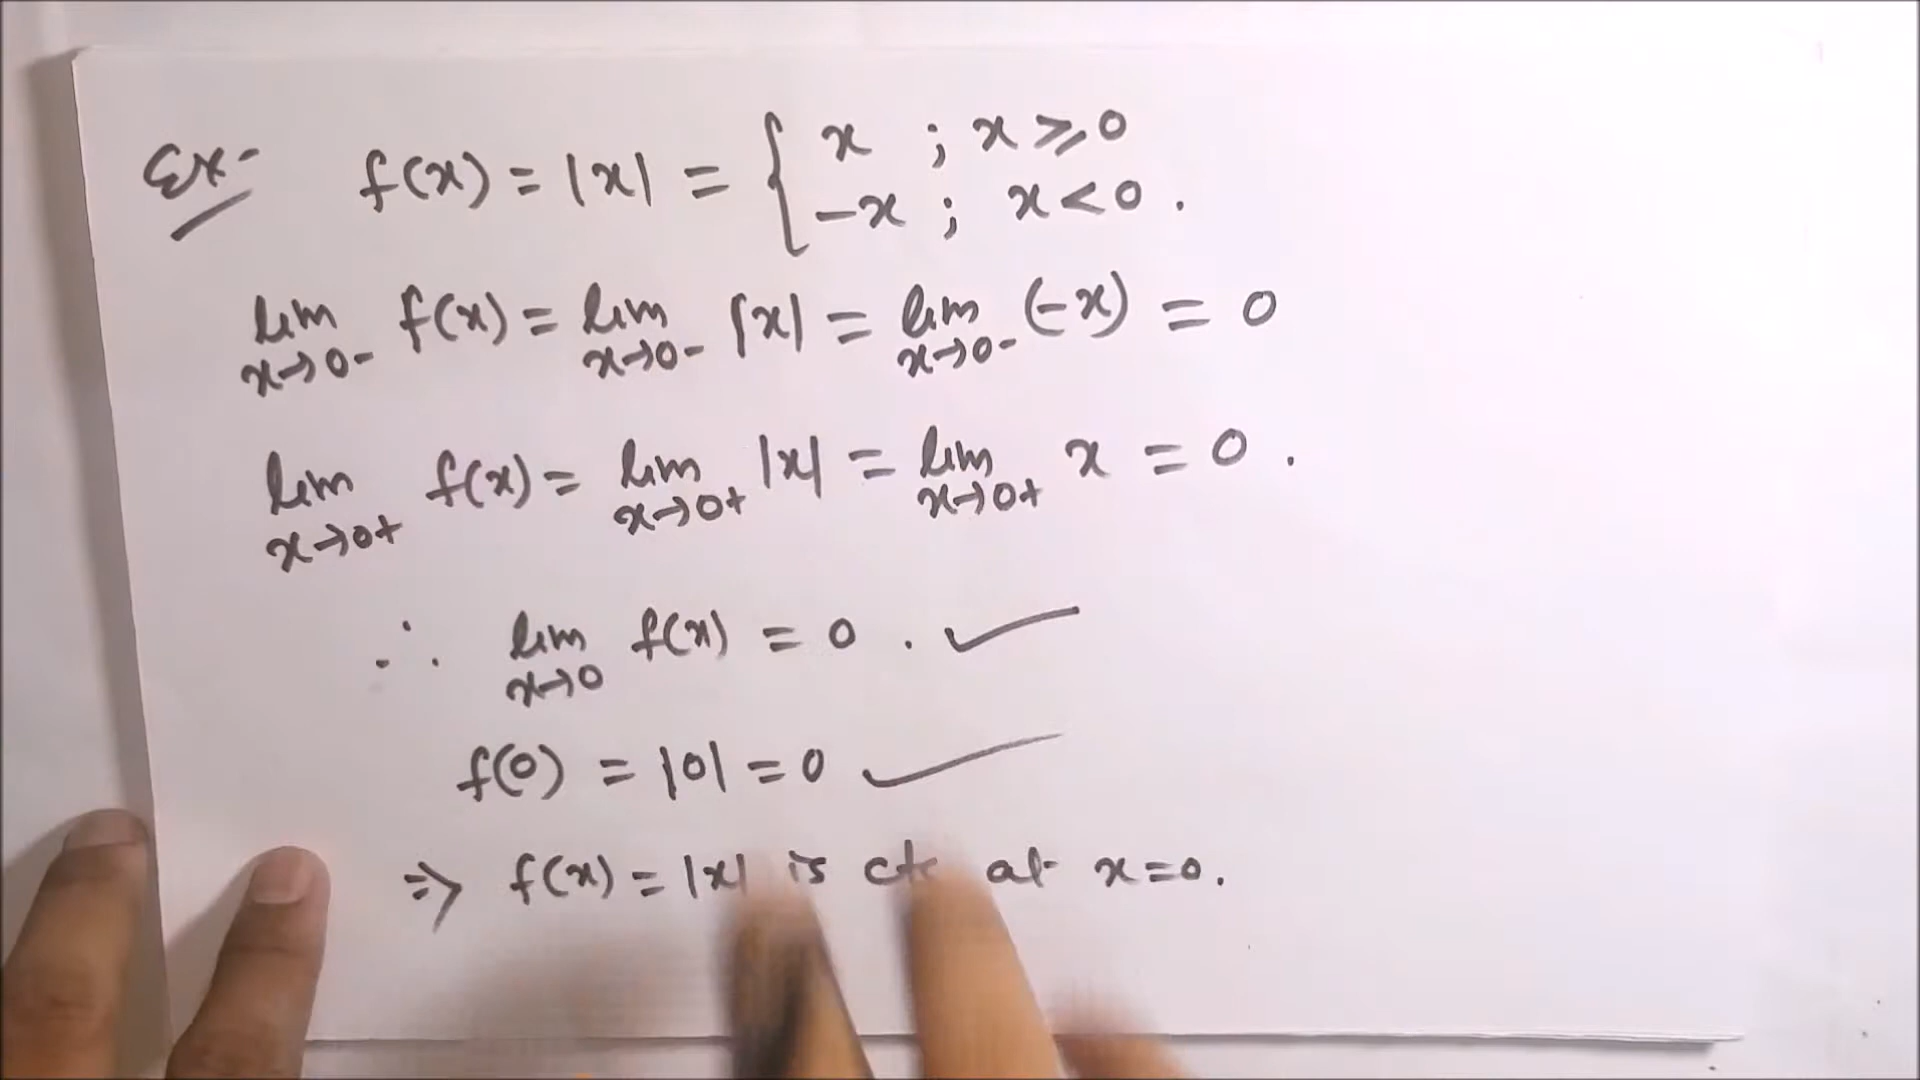 Ex- f(x) = |x| = { x ; x ≥ 0
-x ; x < 0 .
lim x→0- f(x) = lim x→0- |x| = lim x→0- (-x) = 0
lim x→0+ f(x) = lim x→0+ |x| = lim x→0+ x = 0 .
∴ lim x→0 f(x) = 0 . ✓
f(0) = |0| = 0 ✓
⇒ f(x) = |x| is at x=0.